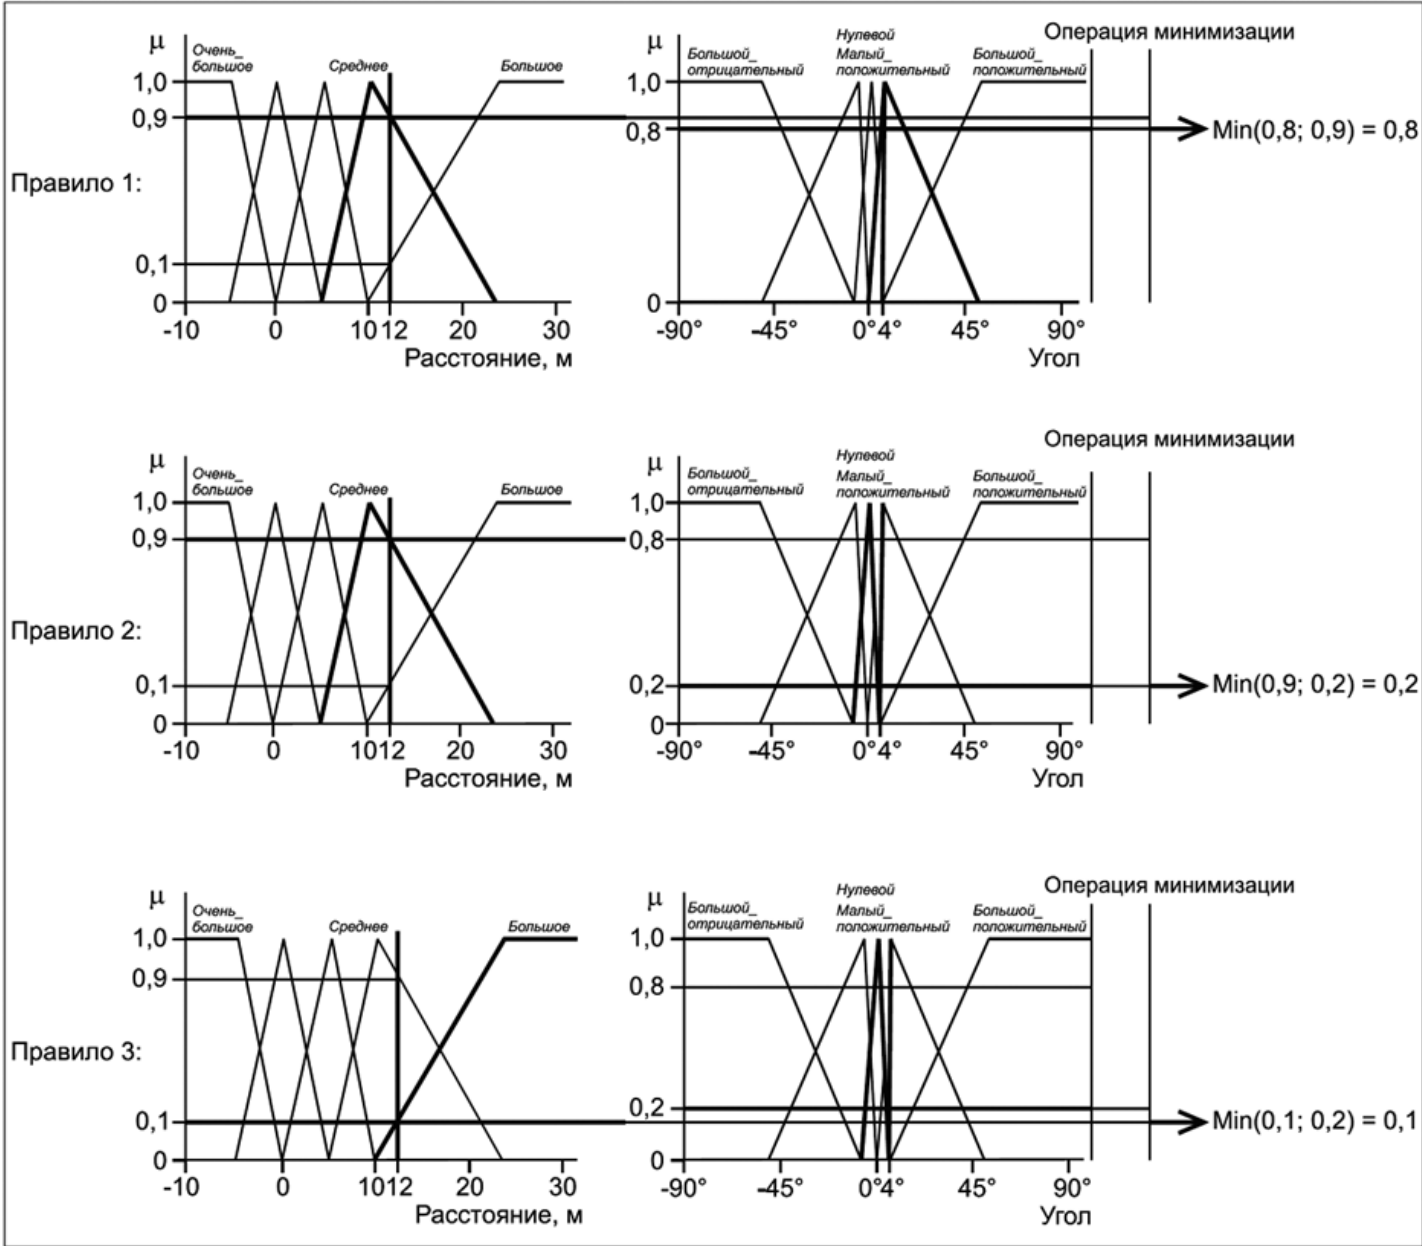 Операция минимизации
μ
Очень_
большое
Среднее
Большое
1,0
0,9
0,1
0
-10
0
10
12
20
30
Расстояние, м
Правило 1:
μ
Большой_
отрицательный
Нулевой
Малый_
положительный
Большой_
положительный
1,0
0,8
0
-90°
-45°
0°
4°
45°
90°
Угол
Min(0,8; 0,9) = 0,8
Операция минимизации
μ
Очень_
большое
Среднее
Большое
1,0
0,9
0,1
0
-10
0
10
12
20
30
Расстояние, м
Правило 2:
μ
Большой_
отрицательный
Нулевой
Малый_
положительный
Большой_
положительный
1,0
0,8
0,2
0
-90°
-45°
0°
4°
45°
90°
Угол
Min(0,9; 0,2) = 0,2
Операция минимизации
μ
Очень_
большое
Среднее
Большое
1,0
0,9
0,1
0
-10
0
10
12
20
30
Расстояние, м
Правило 3:
μ
Большой_
отрицательный
Нулевой
Малый_
положительный
Большой_
положительный
1,0
0,8
0,2
0
-90°
-45°
0°
4°
45°
90°
Угол
Min(0,1; 0,2) = 0,1